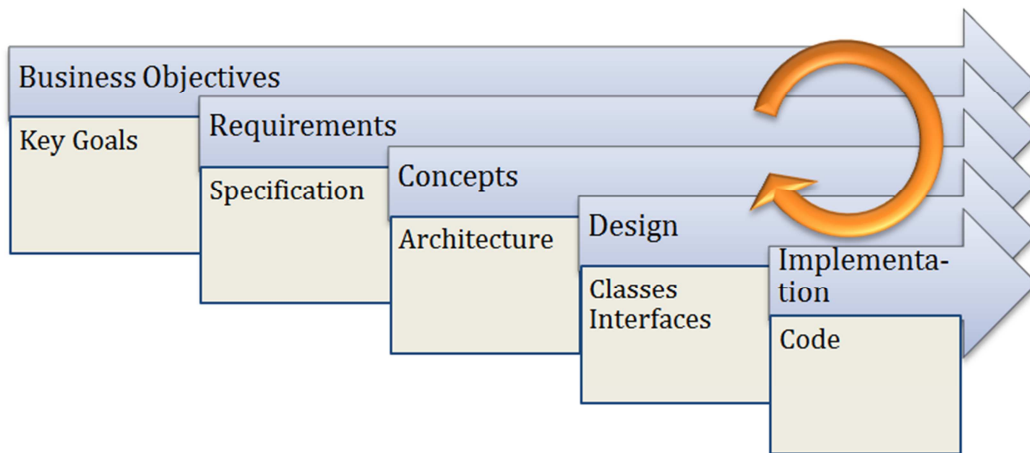 Business Objectives
Key Goals
Requirements
Specification
Concepts
Architecture
Design
Classes
Interfaces
Implementa-
tion
Code